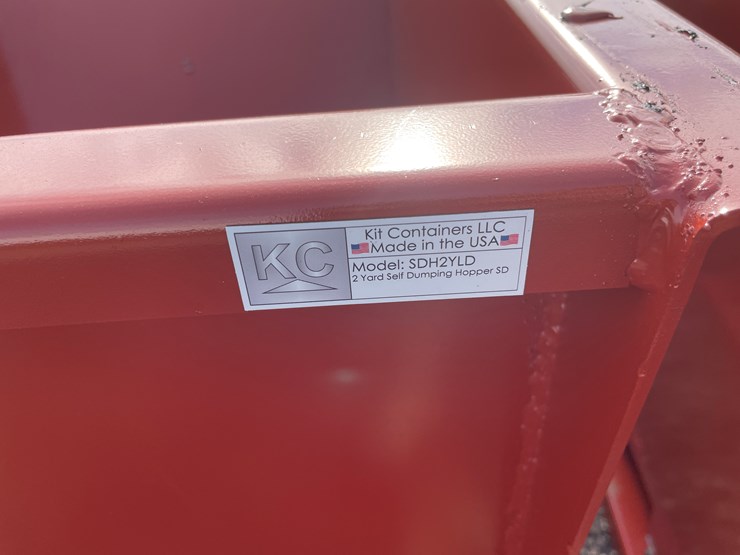 KC
Kit Containers LLC
Made in the USA
Model: SDH2YLD
2 Yard Self Dumping Hopper SD